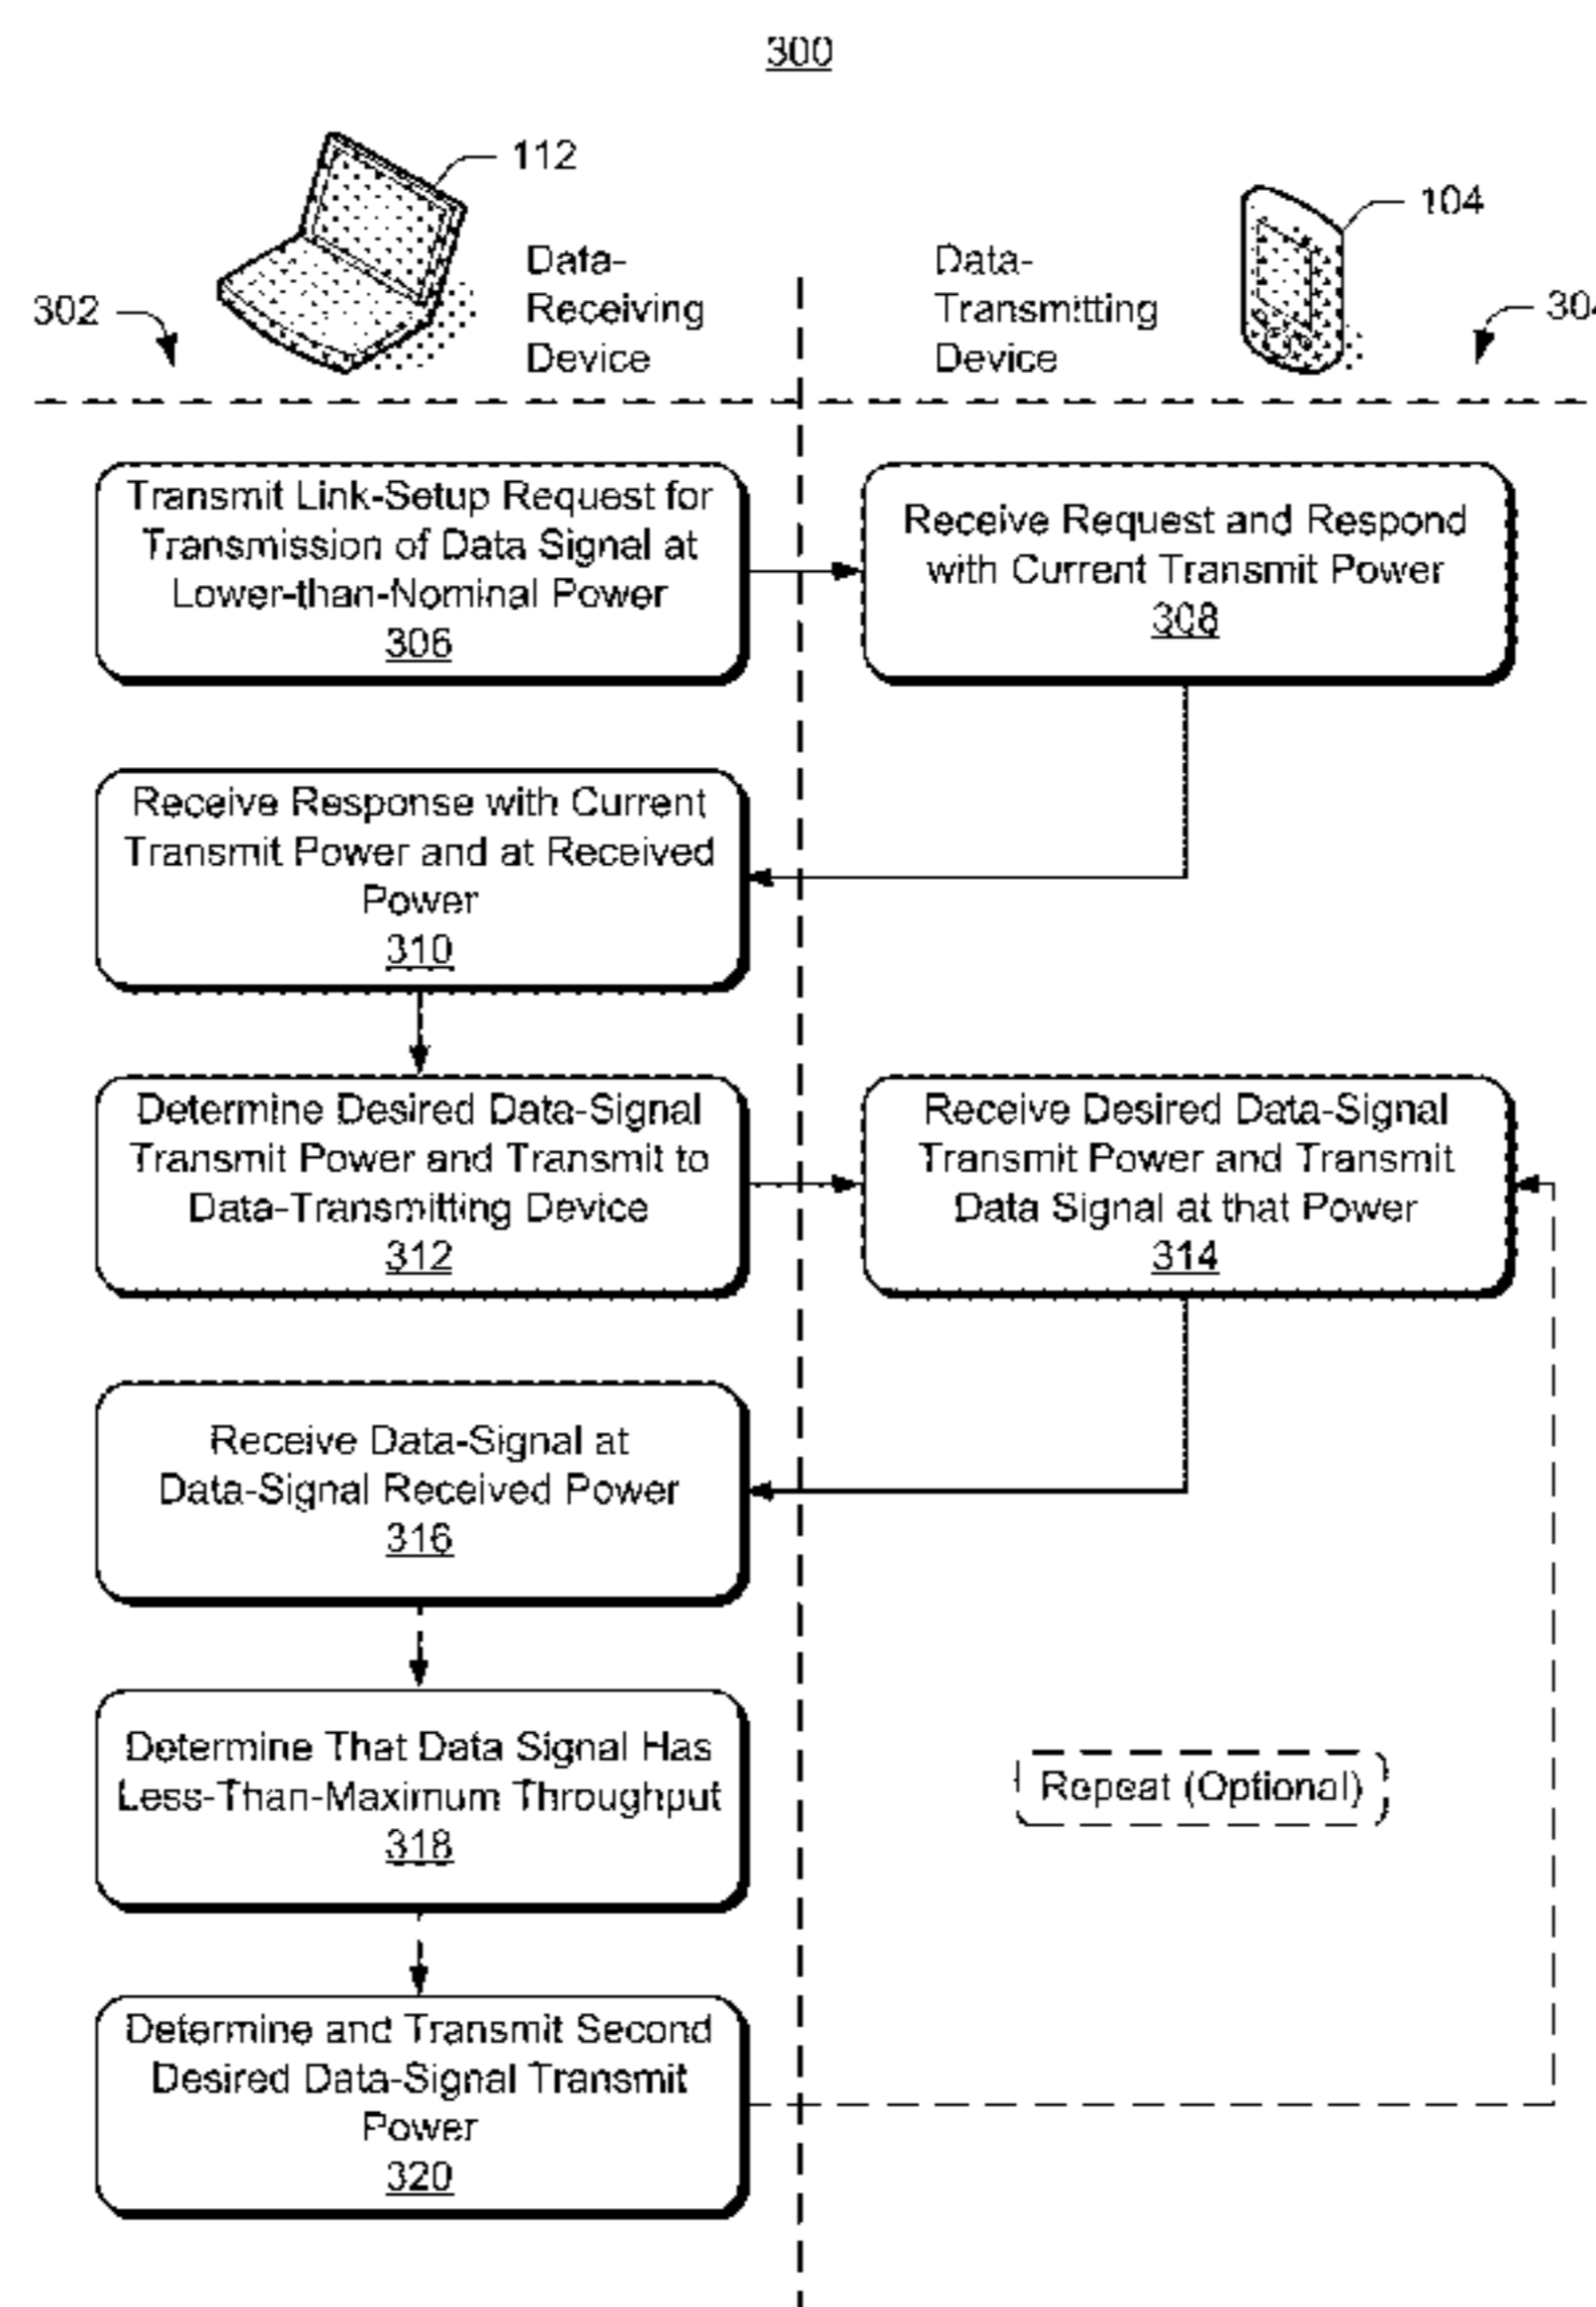 300
112
104
Data-
Receiving
Device
Data-
Transmitting
Device
302
304
Transmit Link-Setup Request for
Transmission of Data Signal at
Lower-than-Nominal Power
306
Receive Request and Respond
with Current Transmit Power
308
Receive Response with Current
Transmit Power and at Received
Power
310
Determine Desired Data-Signal
Transmit Power and Transmit to
Data-Transmitting Device
312
Receive Desired Data-Signal
Transmit Power and Transmit
Data Signal at that Power
314
Receive Data-Signal at
Data-Signal Received Power
316
Determine That Data Signal Has
Less-Than-Maximum Throughput
318
Repeat (Optional)
Determine and Transmit Second
Desired Data-Signal Transmit
Power
320